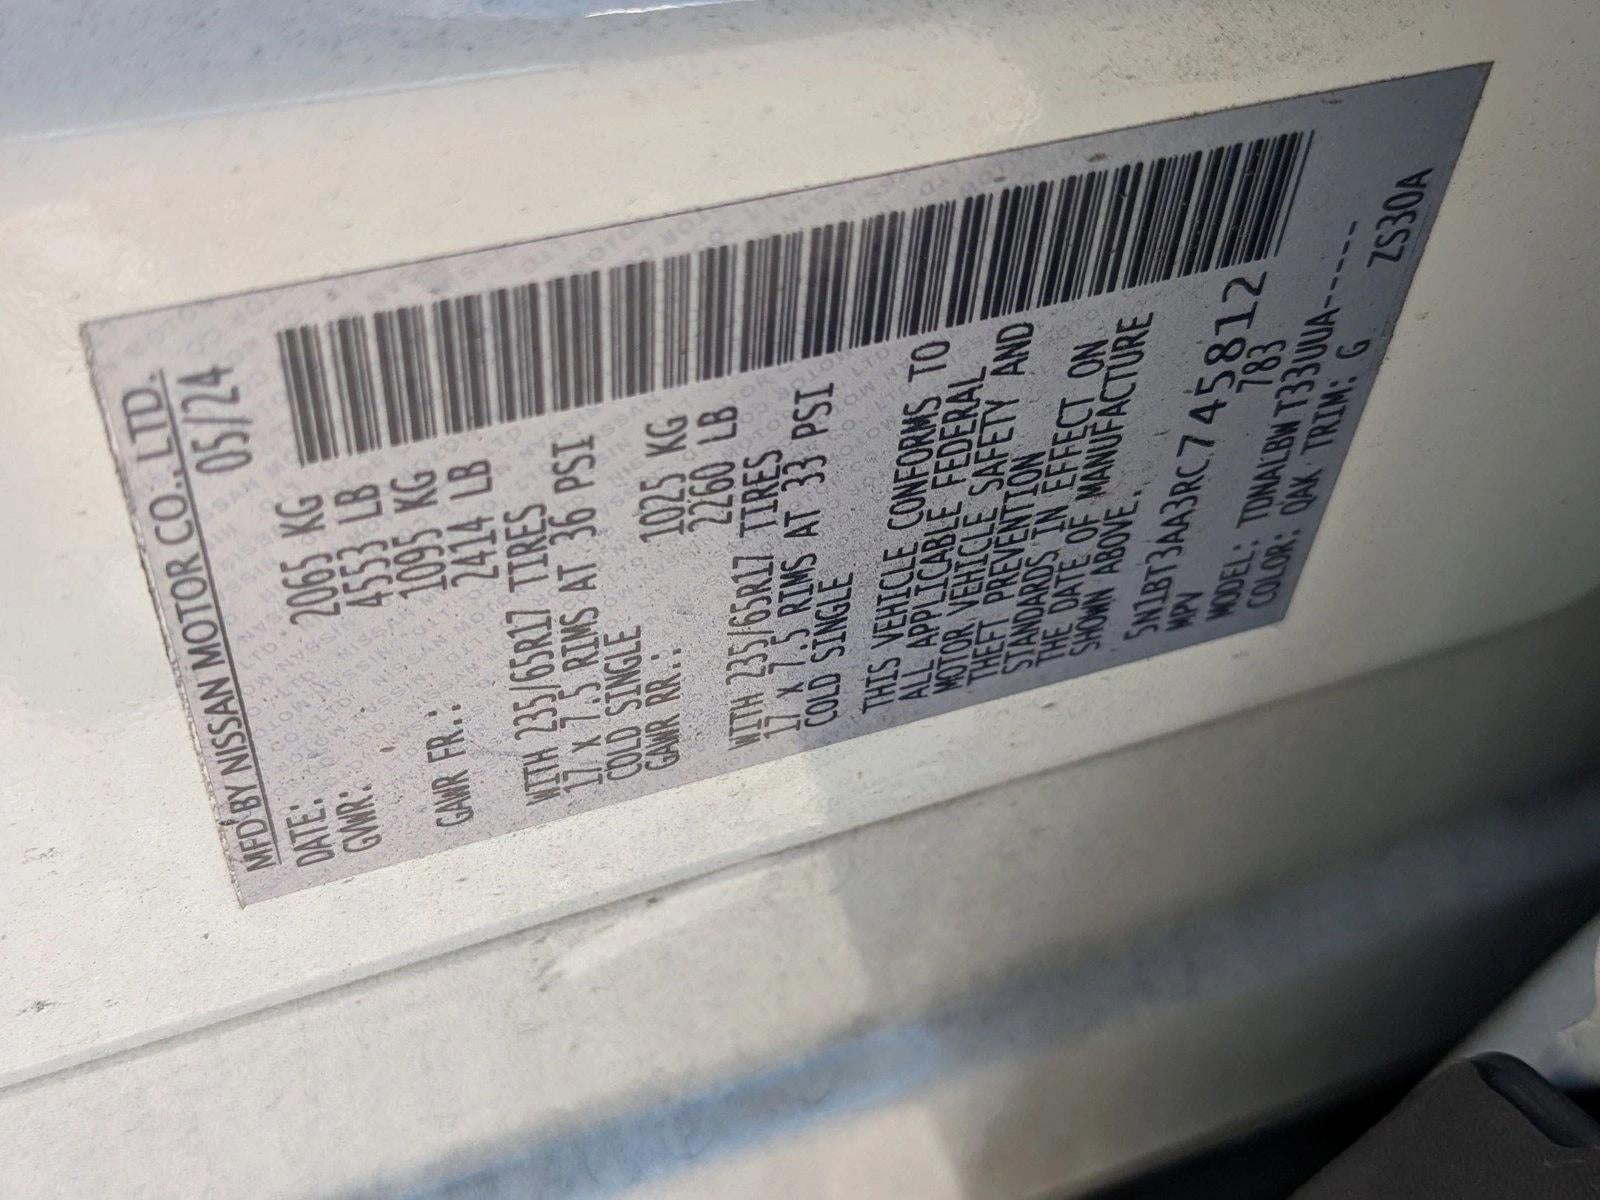 MFD BY NISSAN MOTOR CO., LTD.
DATE: 05/24
GVWR: 2065 KG
4553 LB
GAWR FR.: 1095 KG
2414 LB
WITH 235/65R17 TIRES
17 x 7.5 RIMS AT 36 PSI
COLD SINGLE
GAWR RR.: 1025 KG
2260 LB
WITH 235/65R17 TIRES
17 x 7.5 RIMS AT 33 PSI
COLD SINGLE
THIS VEHICLE CONFORMS TO
ALL APPLICABLE FEDERAL
MOTOR VEHICLE SAFETY AND
THEFT PREVENTION
STANDARDS IN EFFECT ON
THE DATE OF MANUFACTURE
SHOWN ABOVE.
5N1BT3AA3RC745812
MPV 783
MODEL: TDNALBW T33UUA-----
COLOR: QAK TRIM: G
ZS30A